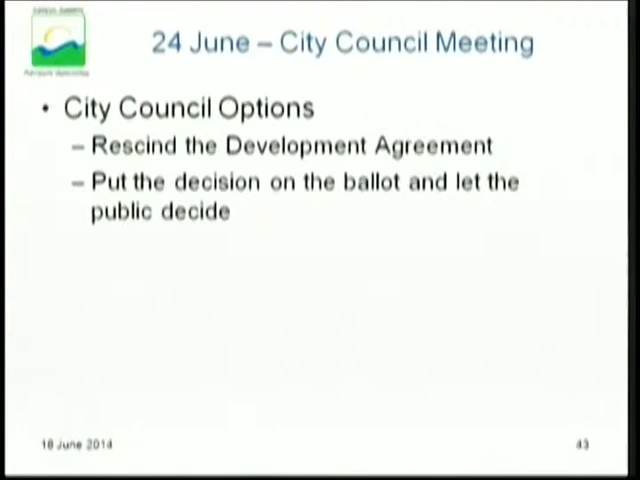 24 June – City Council Meeting
• City Council Options
– Rescind the Development Agreement
– Put the decision on the ballot and let the
public decide
18 June 2014
43